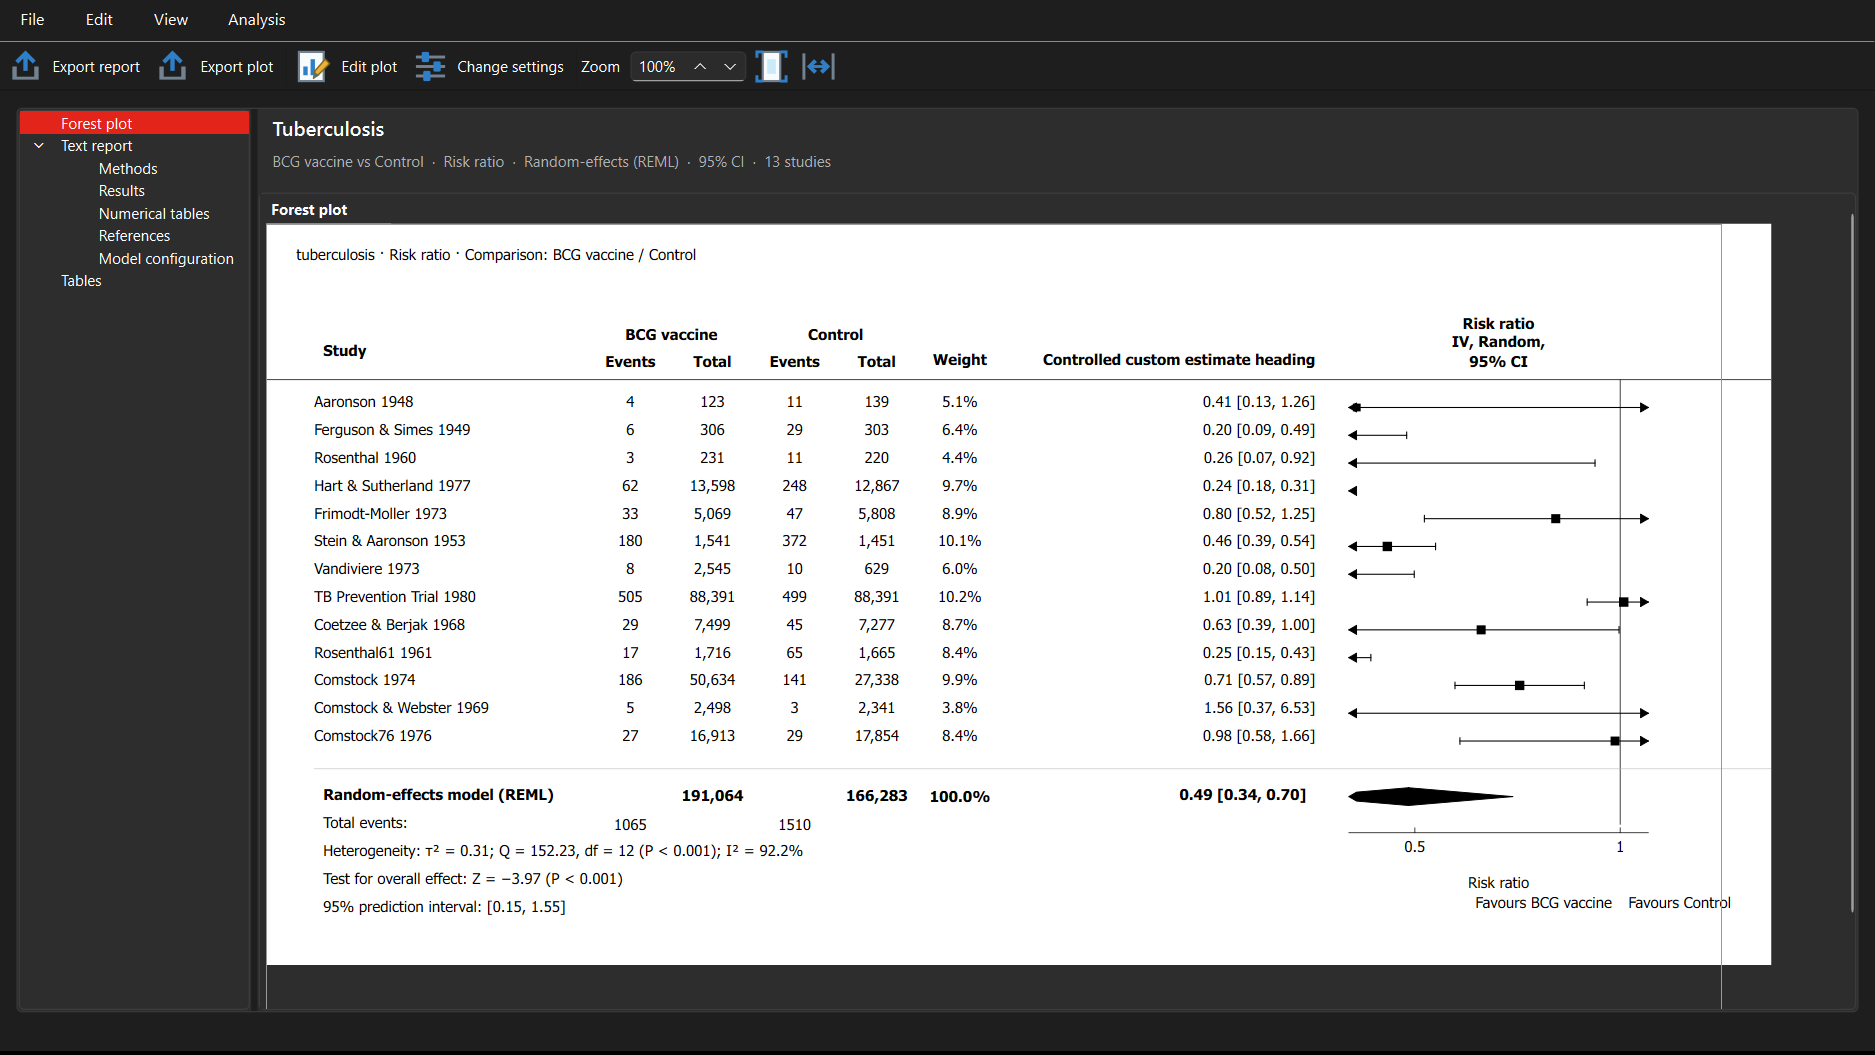 File Edit View Analysis
Export report Export plot Edit plot Change settings Zoom 100%
Forest plot
Text report
Methods
Results
Numerical tables
References
Model configuration
Tables
Tuberculosis
BCG vaccine vs Control · Risk ratio · Random-effects (REML) · 95% CI · 13 studies
Forest plot
tuberculosis · Risk ratio · Comparison: BCG vaccine / Control
Risk ratio
IV, Random,
95% CI
BCG vaccine Control
Study Events Total Events Total Weight Controlled custom estimate heading
Aaronson 1948 4 123 11 139 5.1% 0.41 [0.13, 1.26]
Ferguson & Simes 1949 6 306 29 303 6.4% 0.20 [0.09, 0.49]
Rosenthal 1960 3 231 11 220 4.4% 0.26 [0.07, 0.92]
Hart & Sutherland 1977 62 13,598 248 12,867 9.7% 0.24 [0.18, 0.31]
Frimodt-Moller 1973 33 5,069 47 5,808 8.9% 0.80 [0.52, 1.25]
Stein & Aaronson 1953 180 1,541 372 1,451 10.1% 0.46 [0.39, 0.54]
Vandiviere 1973 8 2,545 10 629 6.0% 0.20 [0.08, 0.50]
TB Prevention Trial 1980 505 88,391 499 88,391 10.2% 1.01 [0.89, 1.14]
Coetzee & Berjak 1968 29 7,499 45 7,277 8.7% 0.63 [0.39, 1.00]
Rosenthal61 1961 17 1,716 65 1,665 8.4% 0.25 [0.15, 0.43]
Comstock 1974 186 50,634 141 27,338 9.9% 0.71 [0.57, 0.89]
Comstock & Webster 1969 5 2,498 3 2,341 3.8% 1.56 [0.37, 6.53]
Comstock76 1976 27 16,913 29 17,854 8.4% 0.98 [0.58, 1.66]
Random-effects model (REML) 191,064 166,283 100.0% 0.49 [0.34, 0.70]
Total events: 1065 1510
Heterogeneity: τ² = 0.31; Q = 152.23, df = 12 (P < 0.001); I² = 92.2%
Test for overall effect: Z = −3.97 (P < 0.001)
95% prediction interval: [0.15, 1.55]
0.5 1
Risk ratio
Favours BCG vaccine Favours Control